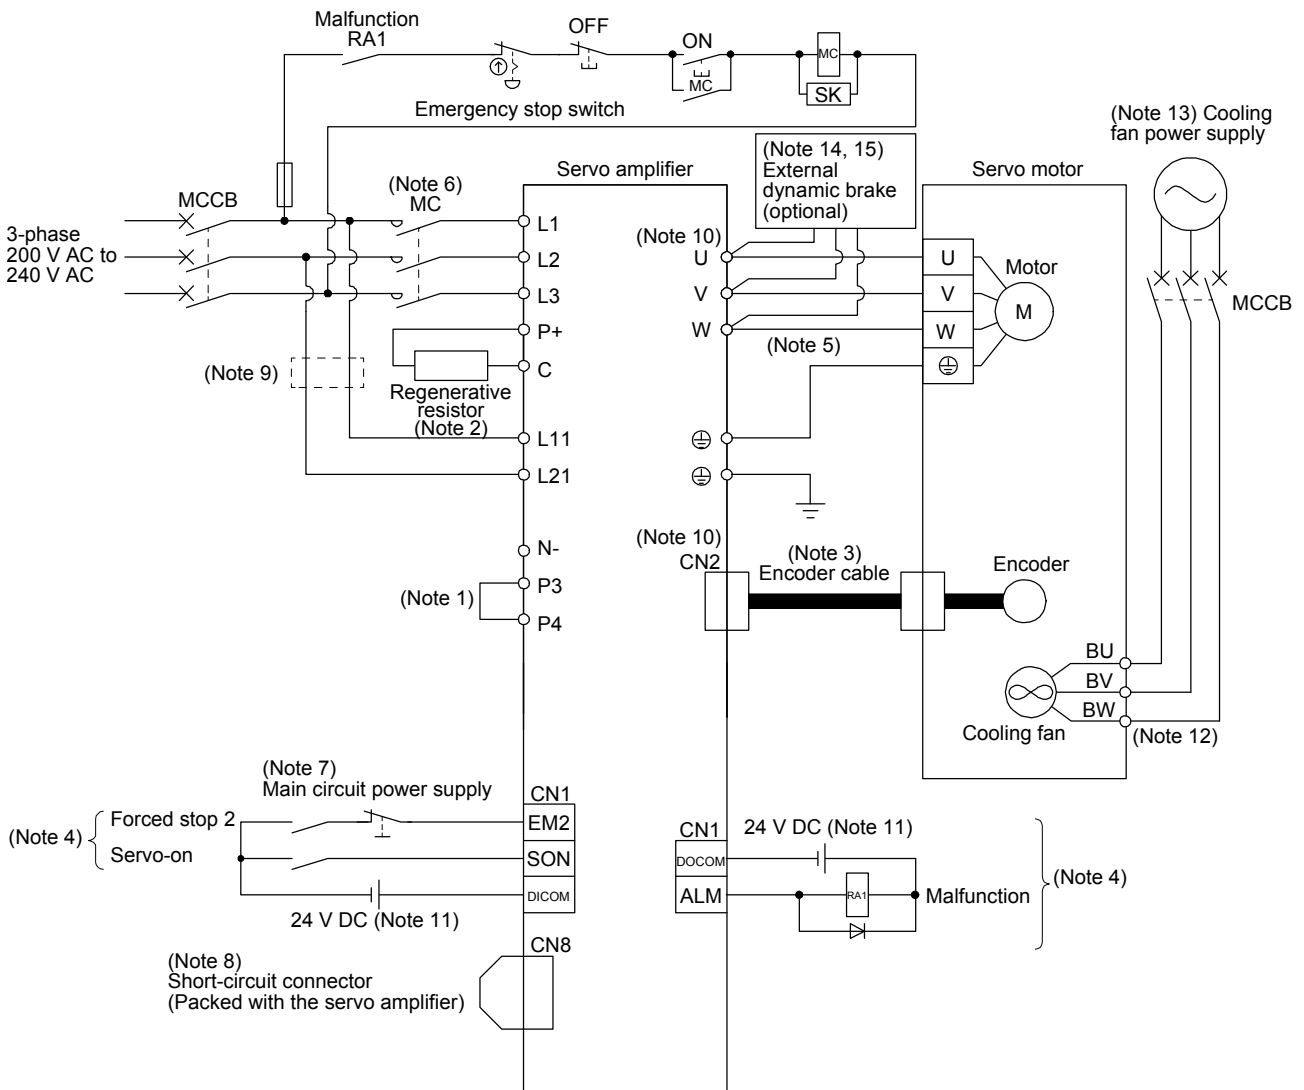 Malfunction
RA1
OFF
ON
MC
MC
SK
Emergency stop switch
(Note 13) Cooling
fan power supply
(Note 14, 15)
External
dynamic brake
(optional)
Servo amplifier
Servo motor
MCCB
(Note 6)
MC
3-phase
200 V AC to
240 V AC
L1
L2
L3
P+
C
(Note 10)
U
V
W
U
V
W
Motor
M
MCCB
(Note 5)
(Note 9)
Regenerative
resistor
(Note 2)
L11
L21
N-
P3
P4
(Note 1)
(Note 10)
CN2
(Note 3)
Encoder cable
Encoder
BU
BV
BW
Cooling fan
(Note 12)
(Note 7)
Main circuit power supply
(Note 4)
Forced stop 2
Servo-on
CN1
EM2
SON
DICOM
24 V DC (Note 11)
CN1
24 V DC (Note 11)
DOCOM
ALM
RA1
Malfunction
(Note 4)
CN8
(Note 8)
Short-circuit connector
(Packed with the servo amplifier)